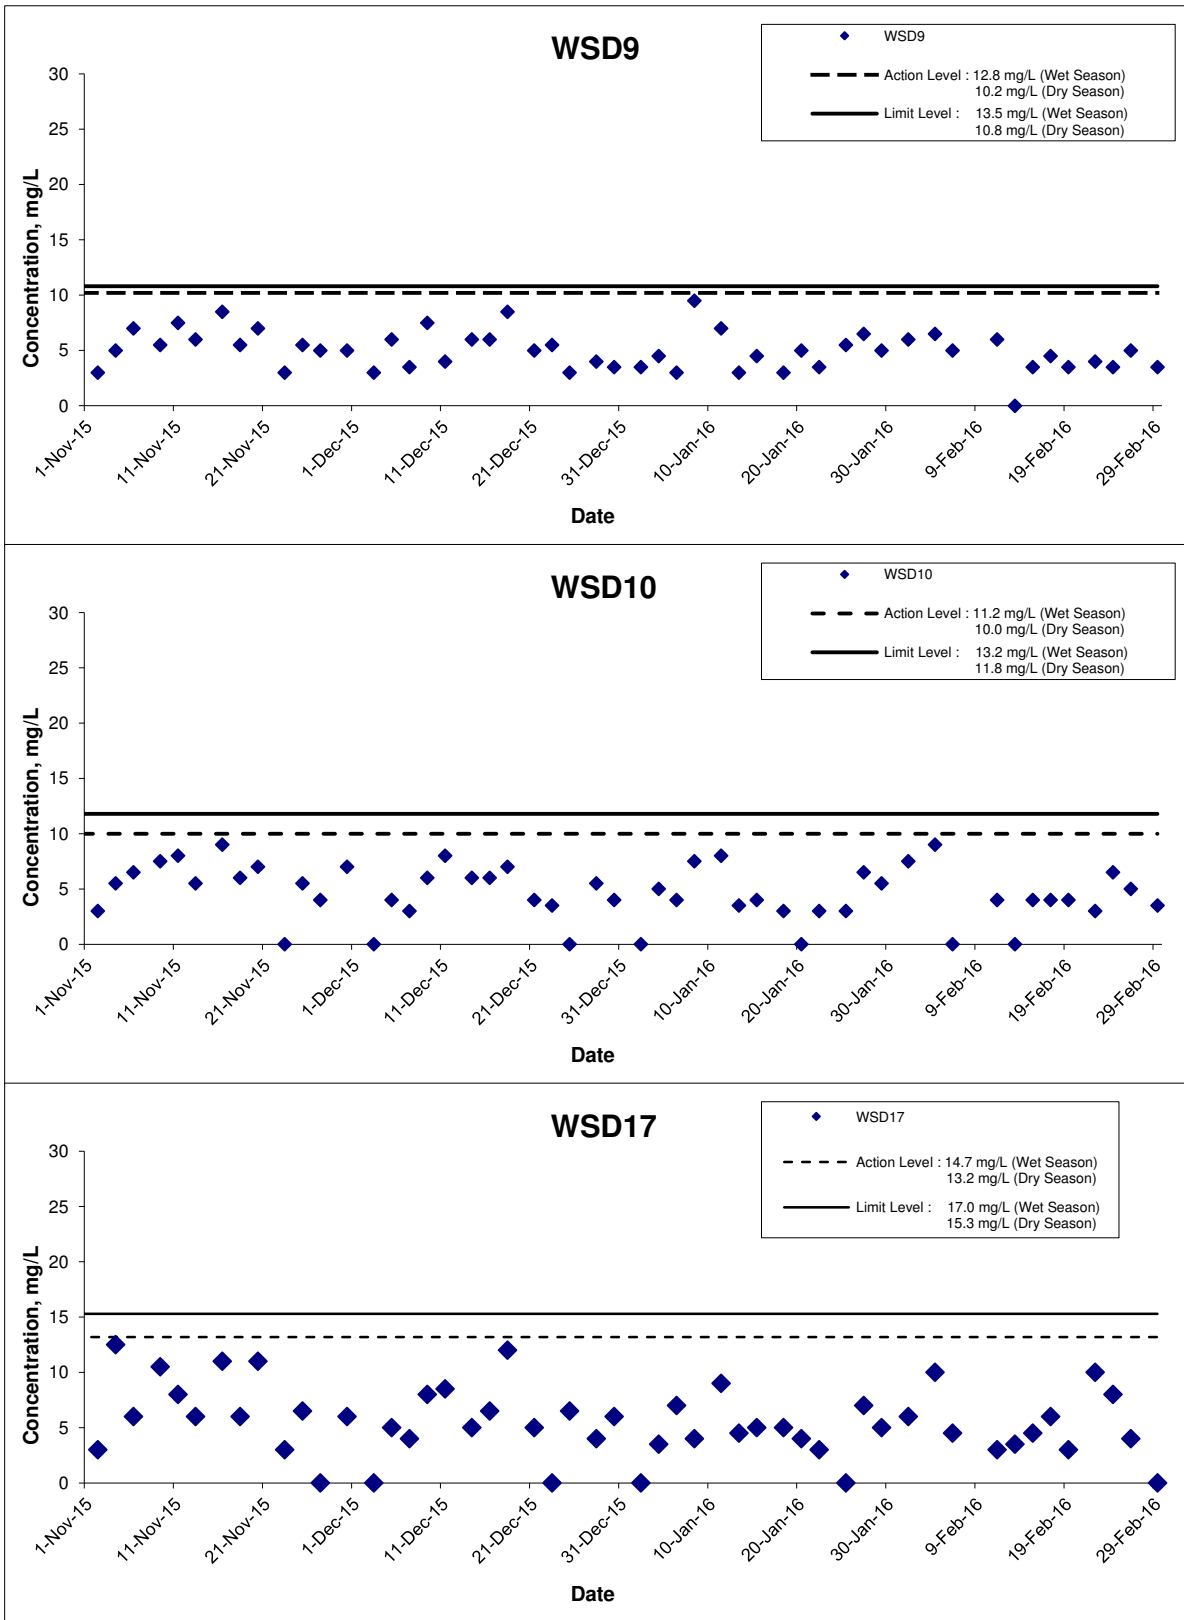 WSD9
WSD9
Action Level : 12.8 mg/L (Wet Season)
10.2 mg/L (Dry Season)
Limit Level : 13.5 mg/L (Wet Season)
10.8 mg/L (Dry Season)
Concentration, mg/L
30
25
20
15
10
5
0
1-Nov-15
11-Nov-15
21-Nov-15
1-Dec-15
11-Dec-15
21-Dec-15
31-Dec-15
10-Jan-16
20-Jan-16
30-Jan-16
9-Feb-16
19-Feb-16
29-Feb-16
Date
WSD10
WSD10
Action Level : 11.2 mg/L (Wet Season)
10.0 mg/L (Dry Season)
Limit Level : 13.2 mg/L (Wet Season)
11.8 mg/L (Dry Season)
Concentration, mg/L
30
25
20
15
10
5
0
1-Nov-15
11-Nov-15
21-Nov-15
1-Dec-15
11-Dec-15
21-Dec-15
31-Dec-15
10-Jan-16
20-Jan-16
30-Jan-16
9-Feb-16
19-Feb-16
29-Feb-16
Date
WSD17
WSD17
Action Level : 14.7 mg/L (Wet Season)
13.2 mg/L (Dry Season)
Limit Level : 17.0 mg/L (Wet Season)
15.3 mg/L (Dry Season)
Concentration, mg/L
30
25
20
15
10
5
0
1-Nov-15
11-Nov-15
21-Nov-15
1-Dec-15
11-Dec-15
21-Dec-15
31-Dec-15
10-Jan-16
20-Jan-16
30-Jan-16
9-Feb-16
19-Feb-16
29-Feb-16
Date